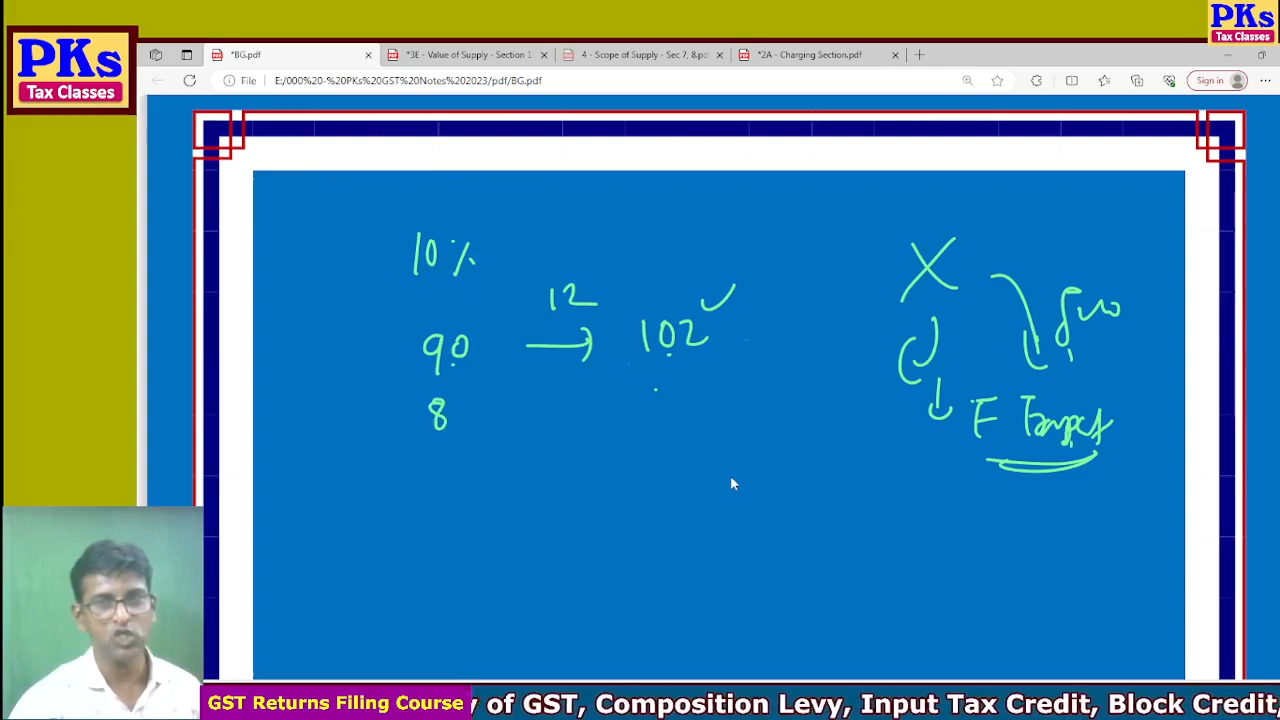 PKs
Tax Classes
PKs
Tax Classes
*BG.pdf
*3E - Value of Supply - Section 1
4 - Scope of Supply - Sec 7, 8.pdf
*2A - Charging Section.pdf
File
E:/000%20-%20PKs%20GST%20Notes%202023/pdf/BG.pdf
Sign in
10%
12
90 → 102 ✓
8
X
GST Returns Filing Course
y of GST, Composition Levy, Input Tax Credit, Block Credit